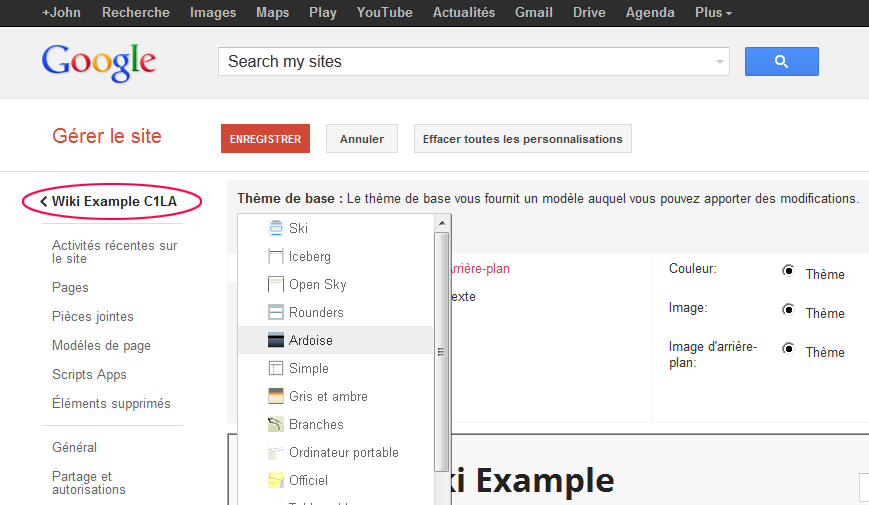 +John Recherche Images Maps Play YouTube Actualités Gmail Drive Agenda Plus
Google
Search my sites
Gérer le site
ENREGISTRER
Annuler
Effacer toutes les personnalisations
Wiki Example C1LA
Activités récentes sur
le site
Pages
Pièces jointes
Modèles de page
Scripts Apps
Éléments supprimés
Général
Partage et
autorisations
Thème de base : Le thème de base vous fournit un modèle auquel vous pouvez apporter des modifications.
Ski
Iceberg
Open Sky
Rounders
Ardoise
Simple
Gris et ambre
Branches
Ordinateur portable
Officiel
Arrière-plan
exte
Couleur:
Thème
Image:
Thème
Image d'arrière-
plan:
Thème
ki Example